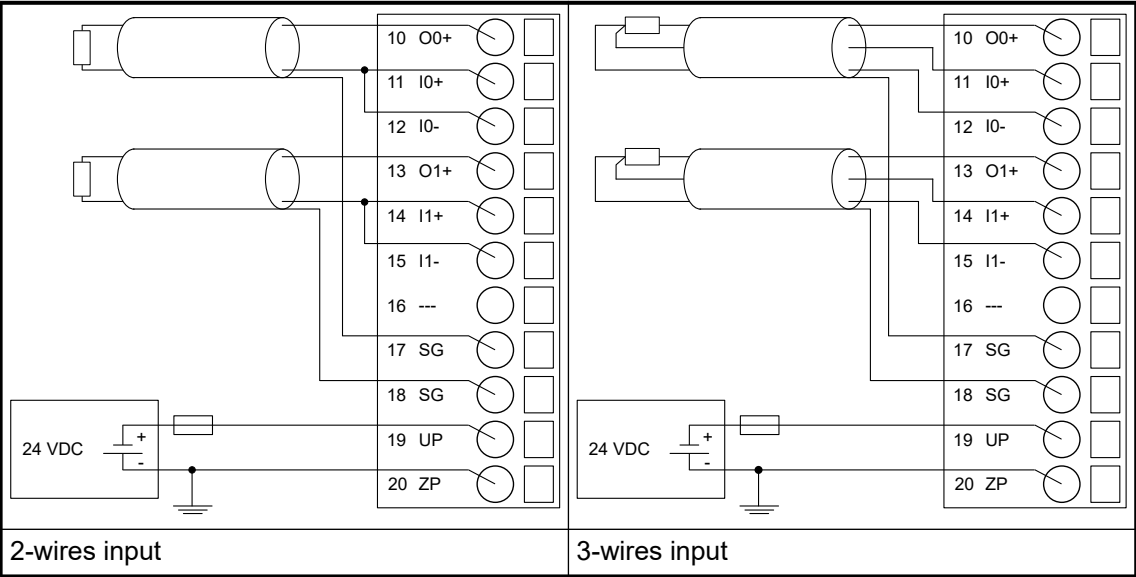 10 O0+
11 I0+
12 I0-
13 O1+
14 I1+
15 I1-
16 ---
17 SG
18 SG
19 UP
20 ZP
24 VDC
+
-
2-wires input
10 O0+
11 I0+
12 I0-
13 O1+
14 I1+
15 I1-
16 ---
17 SG
18 SG
19 UP
20 ZP
24 VDC
+
-
3-wires input